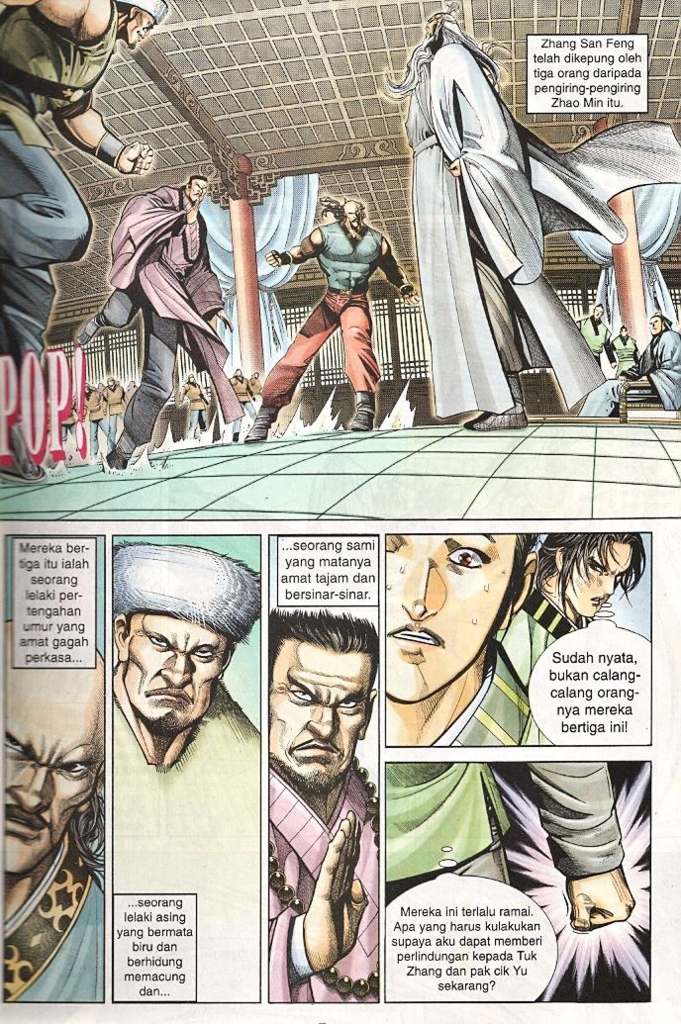 Zhang San Feng
telah dikepung oleh
tiga orang daripada
pengiring-pengiring
Zhao Min itu.
POP!
Mereka ber-
tiga itu ialah
seorang
lelaki per-
tengahan
umur yang
amat gagah
perkasa...
...seorang
lelaki asing
yang bermata
biru dan
berhidung
memacung
dan...
...seorang sami
yang matanya
amat tajam dan
bersinar-sinar.
Sudah nyata,
bukan calang-
calang orang-
nya mereka
bertiga ini!
Mereka ini terlalu ramai.
Apa yang harus kulakukan
supaya aku dapat memberi
perlindungan kepada Tuk
Zhang dan pak cik Yu
sekarang?